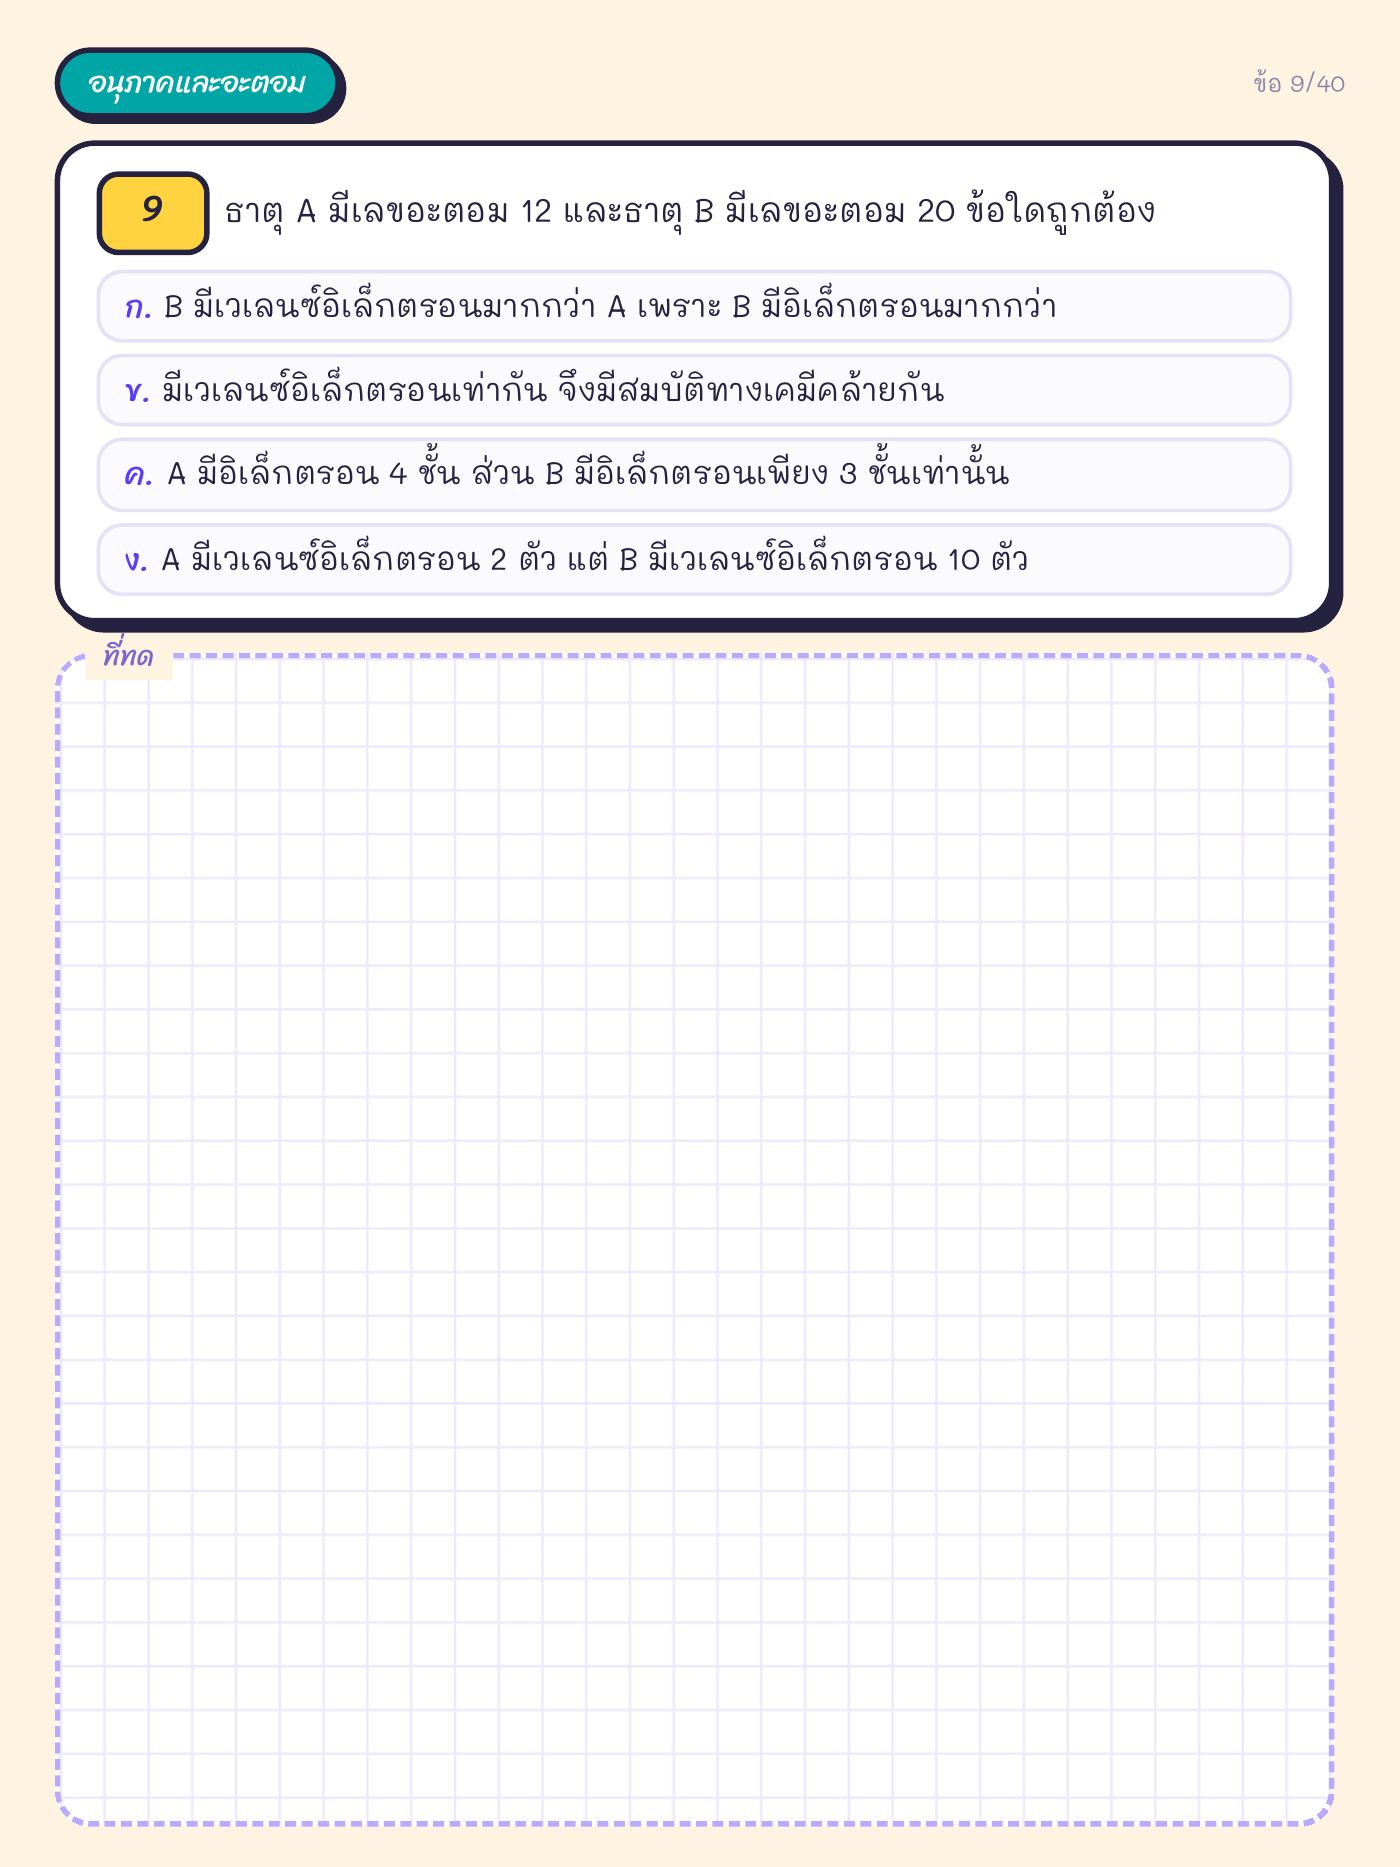 อนุภาคและอะตอม
ข้อ 9/40
9 ธาตุ A มีเลขอะตอม 12 และธาตุ B มีเลขอะตอม 20 ข้อใดถูกต้อง
ก. B มีเวเลนซ์อิเล็กตรอนมากกว่า A เพราะ B มีอิเล็กตรอนมากกว่า
ข. มีเวเลนซ์อิเล็กตรอนเท่ากัน จึงมีสมบัติทางเคมีคล้ายกัน
ค. A มีอิเล็กตรอน 4 ชั้น ส่วน B มีอิเล็กตรอนเพียง 3 ชั้นเท่านั้น
ง. A มีเวเลนซ์อิเล็กตรอน 2 ตัว แต่ B มีเวเลนซ์อิเล็กตรอน 10 ตัว
ที่ทด